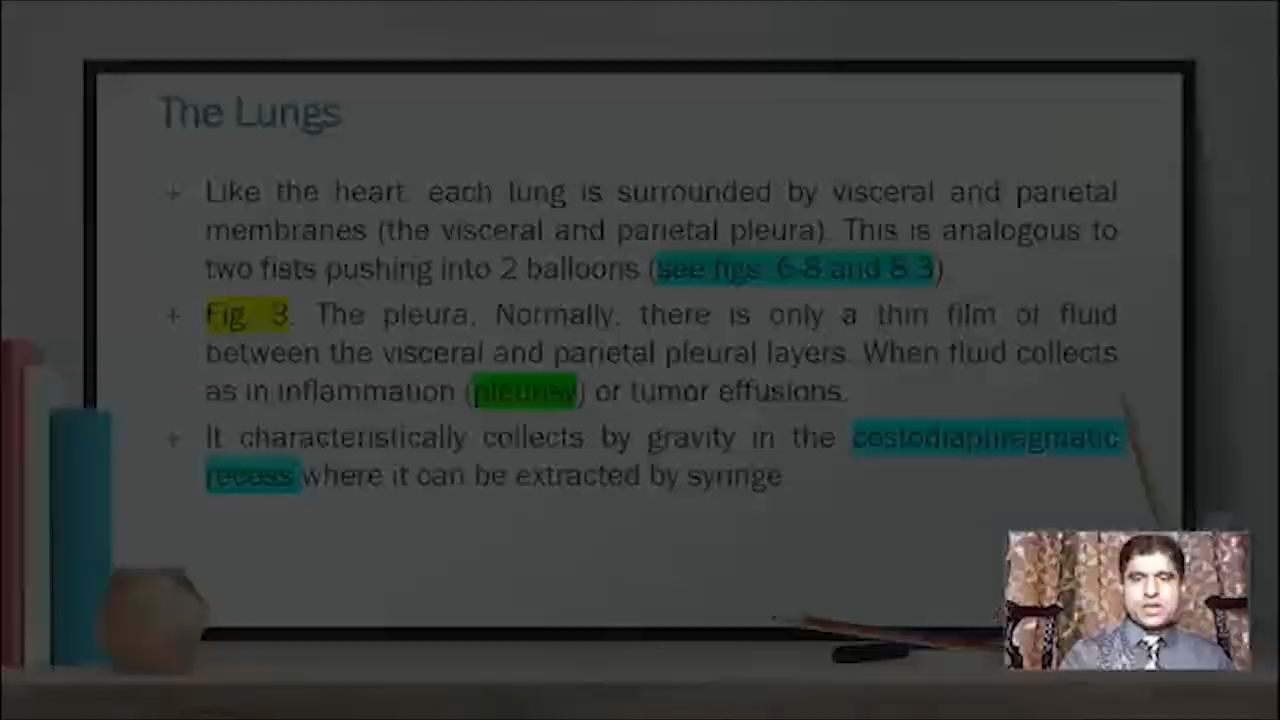 The Lungs
Like the heart, each lung is surrounded by visceral and parietal
membranes (the visceral and parietal pleura). This is analogous to
two fists pushing into 2 balloons (see figs. 6-8 and 8.3)
Fig. 3. The pleura. Normally, there is only a thin film of fluid
between the visceral and parietal pleural layers. When fluid collects
as in inflammation (pleurisy) or tumor effusions.
It characteristically collects by gravity in the costodiaphragmatic
recess where it can be extracted by syringe